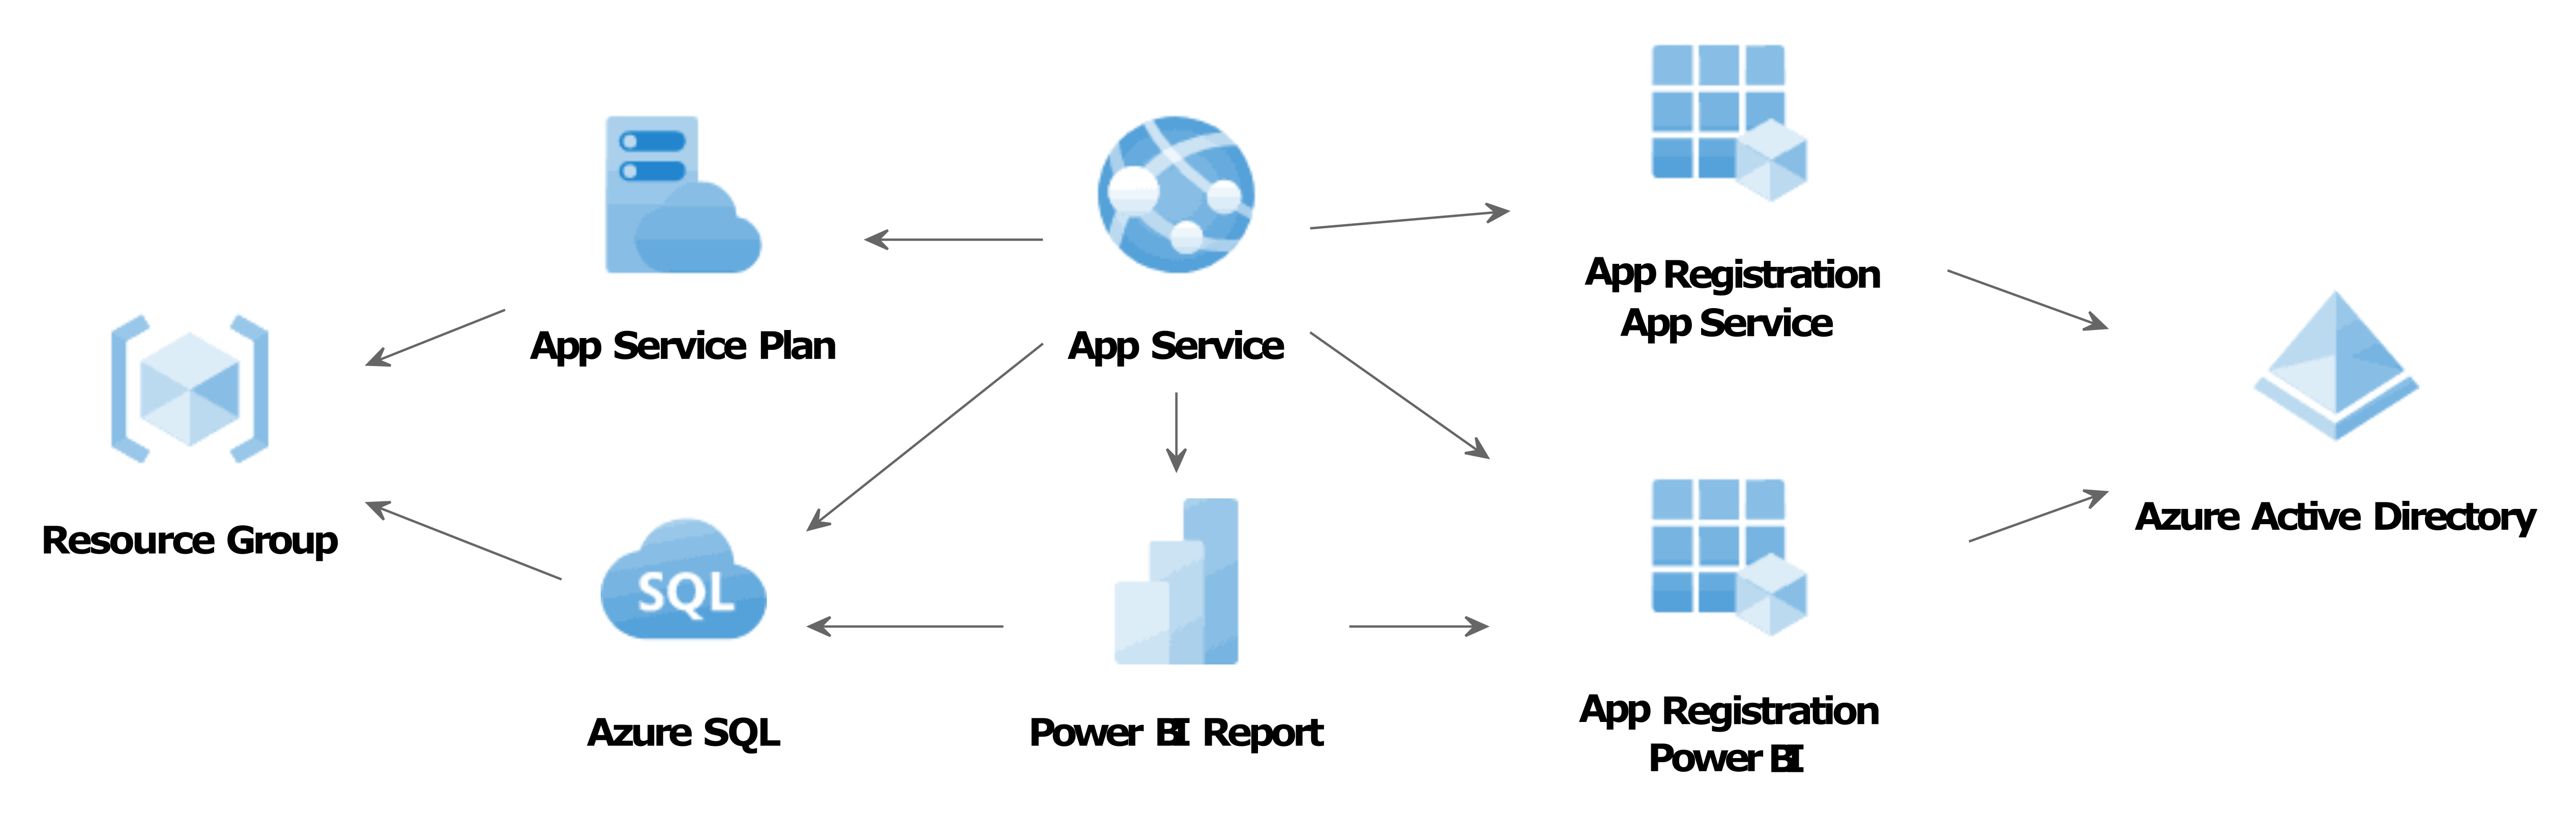 App Registration
App Service
App Service Plan
App Service
Resource Group
Azure Active Directory
SQL
Azure SQL
Power BI Report
App Registration
Power BI